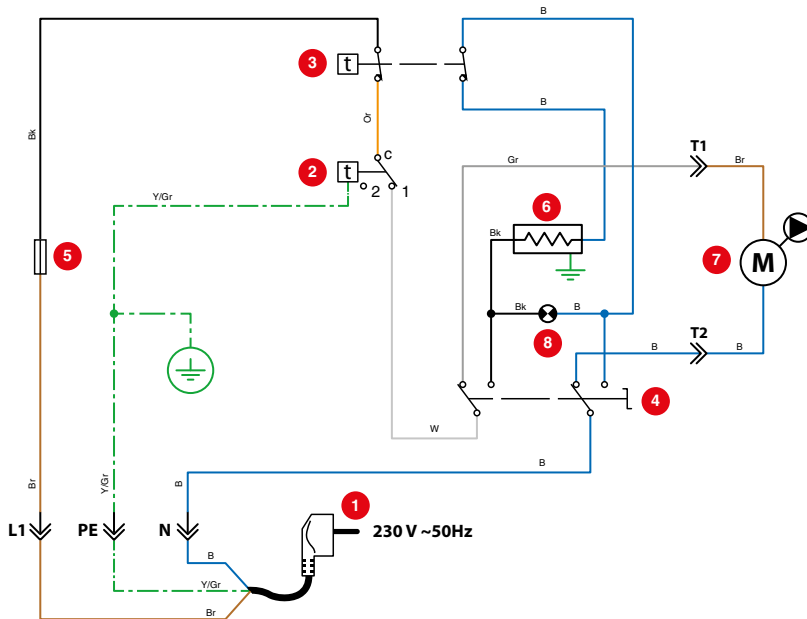 B
3
t
B
Bk
Or
T1
C
Gr
Br
2
t
2
1
Y/Gr
6
Bk
5
7
M
Bk
B
8
T2
B
B
4
W
B
Br
Y/Gr
B
1
L1
PE
N
230 V ~50Hz
B
Y/Gr
Br